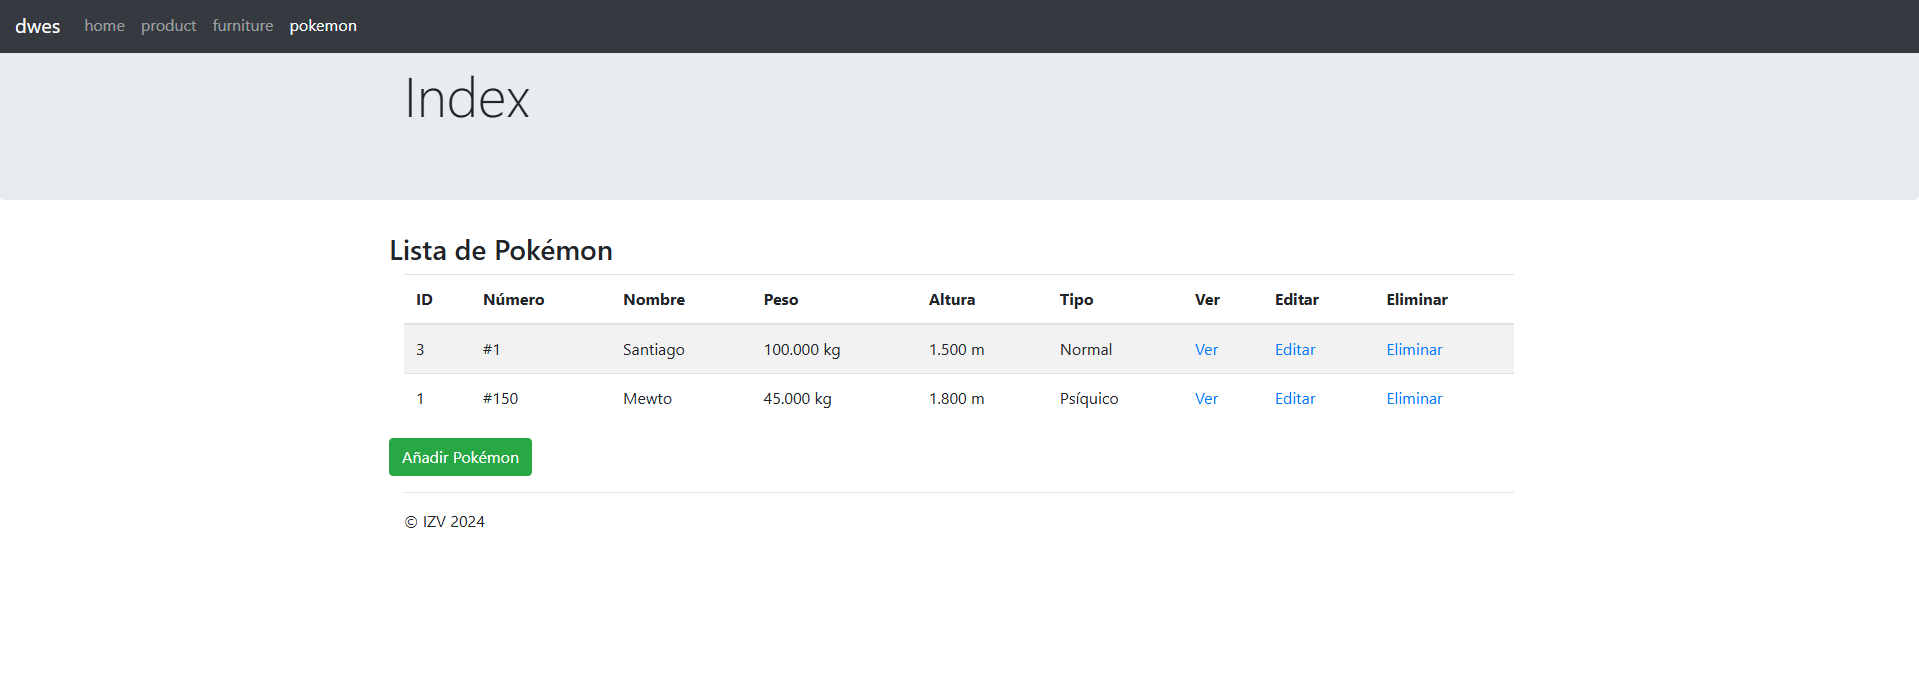 dwes home product furniture pokemon
Index
Lista de Pokémon
ID Número Nombre Peso Altura Tipo Ver Editar Eliminar
3 #1 Santiago 100.000 kg 1.500 m Normal Ver Editar Eliminar
1 #150 Mewto 45.000 kg 1.800 m Psíquico Ver Editar Eliminar
Añadir Pokémon
© IZV 2024